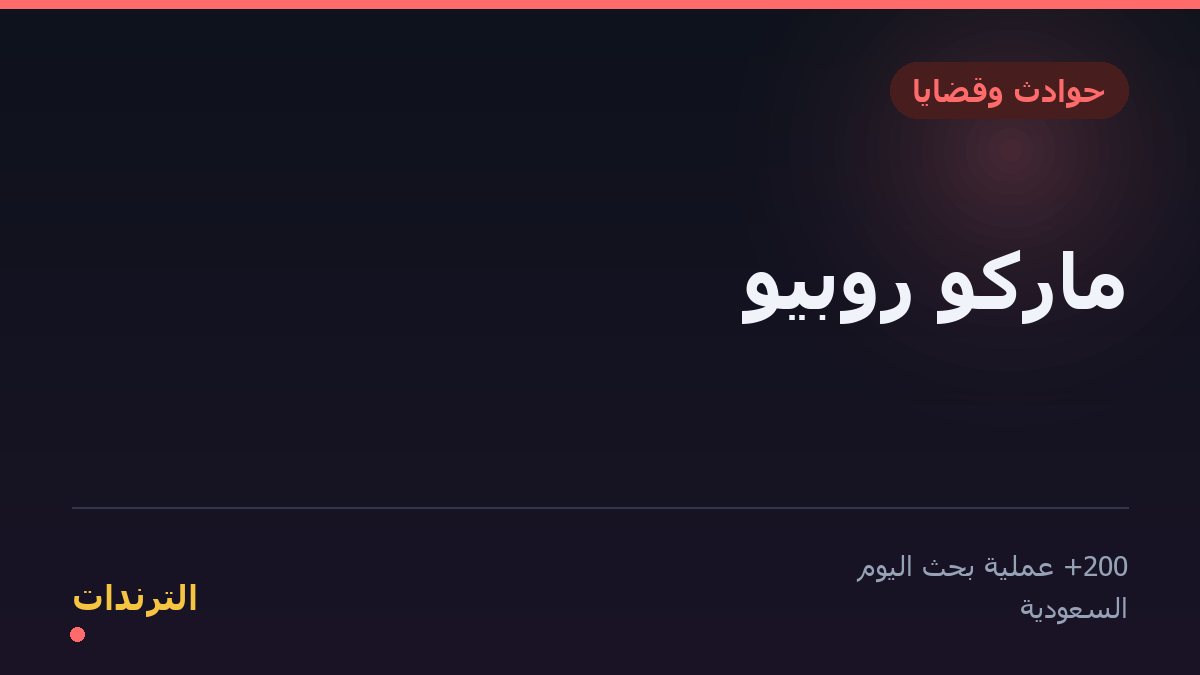 حوادث وقضايا
ماركو روبيو
200+ عملية بحث اليوم
السعودية
الترندات